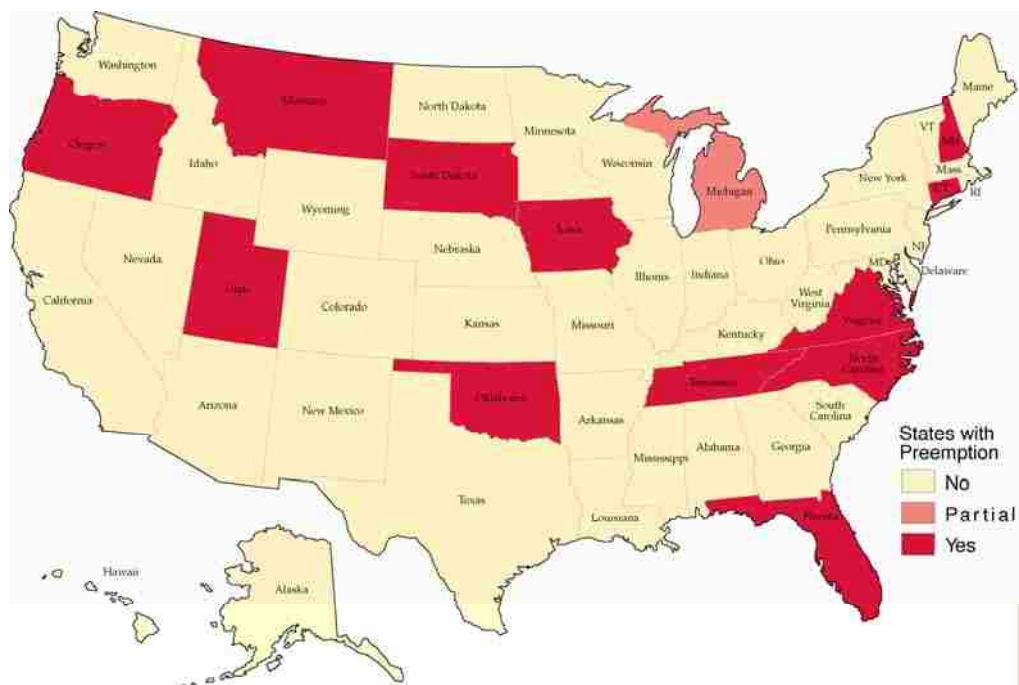 Washington
Montana
North Dakota
Minnesota
Maine
VT
NH
Oregon
Idaho
South Dakota
Wisconsin
Michigan
New York
Mass
CT
RI
Wyoming
Iowa
Nebraska
Pennsylvania
NJ
Nevada
Utah
Illinois
Indiana
Ohio
MD
Delaware
California
Colorado
Kansas
Missouri
West
Virginia
Virginia
Kentucky
North
Carolina
Tennessee
Arizona
New Mexico
Oklahoma
Arkansas
South
Carolina
Mississippi
Alabama
Georgia
Texas
Louisiana
Florida
Hawaii
Alaska
States with
Preemption
No
Partial
Yes